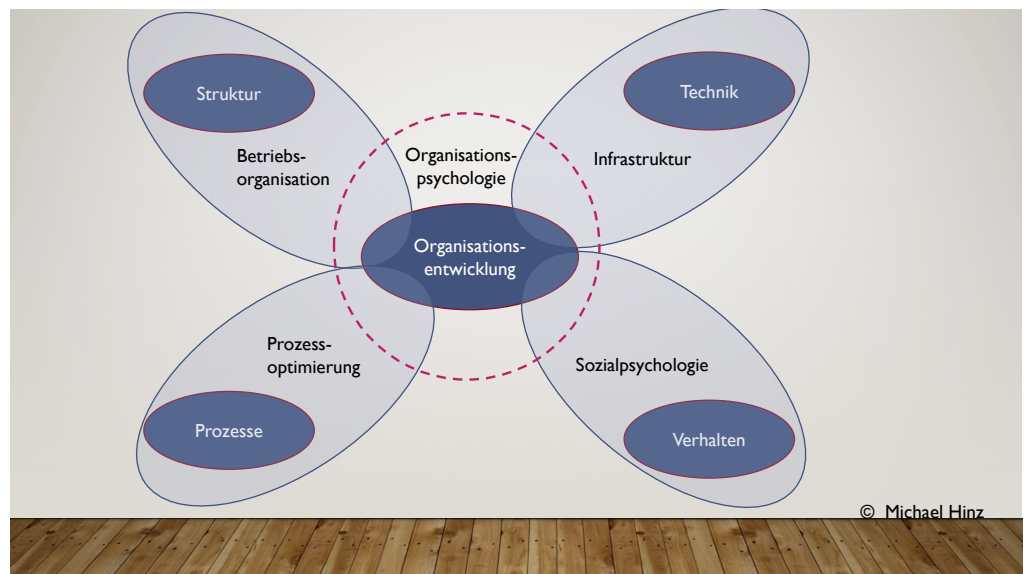 Struktur
Technik
Betriebs-
organisation
Organisations-
psychologie
Infrastruktur
Organisations-
entwicklung
Prozess-
optimierung
Sozialpsychologie
Prozesse
Verhalten
© Michael Hinz